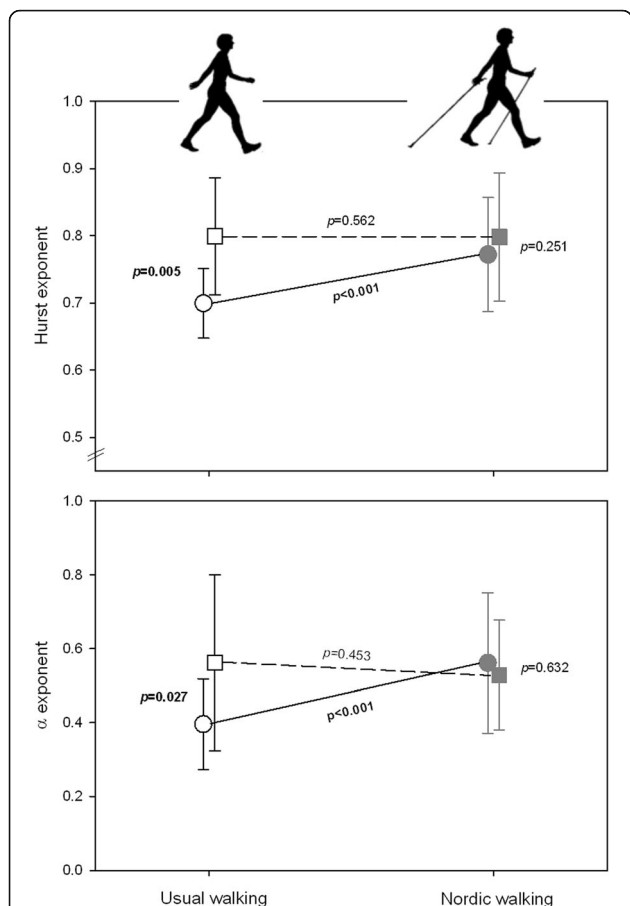 1.0
0.9
p=0.562
0.8
p=0.251
p=0.005
0.7
p<0.001
0.6
0.5
Hurst exponent
1.0
0.8
0.6
p=0.453
p=0.632
p=0.027
0.4
p<0.001
0.2
0.0
α exponent
Usual walking Nordic walking